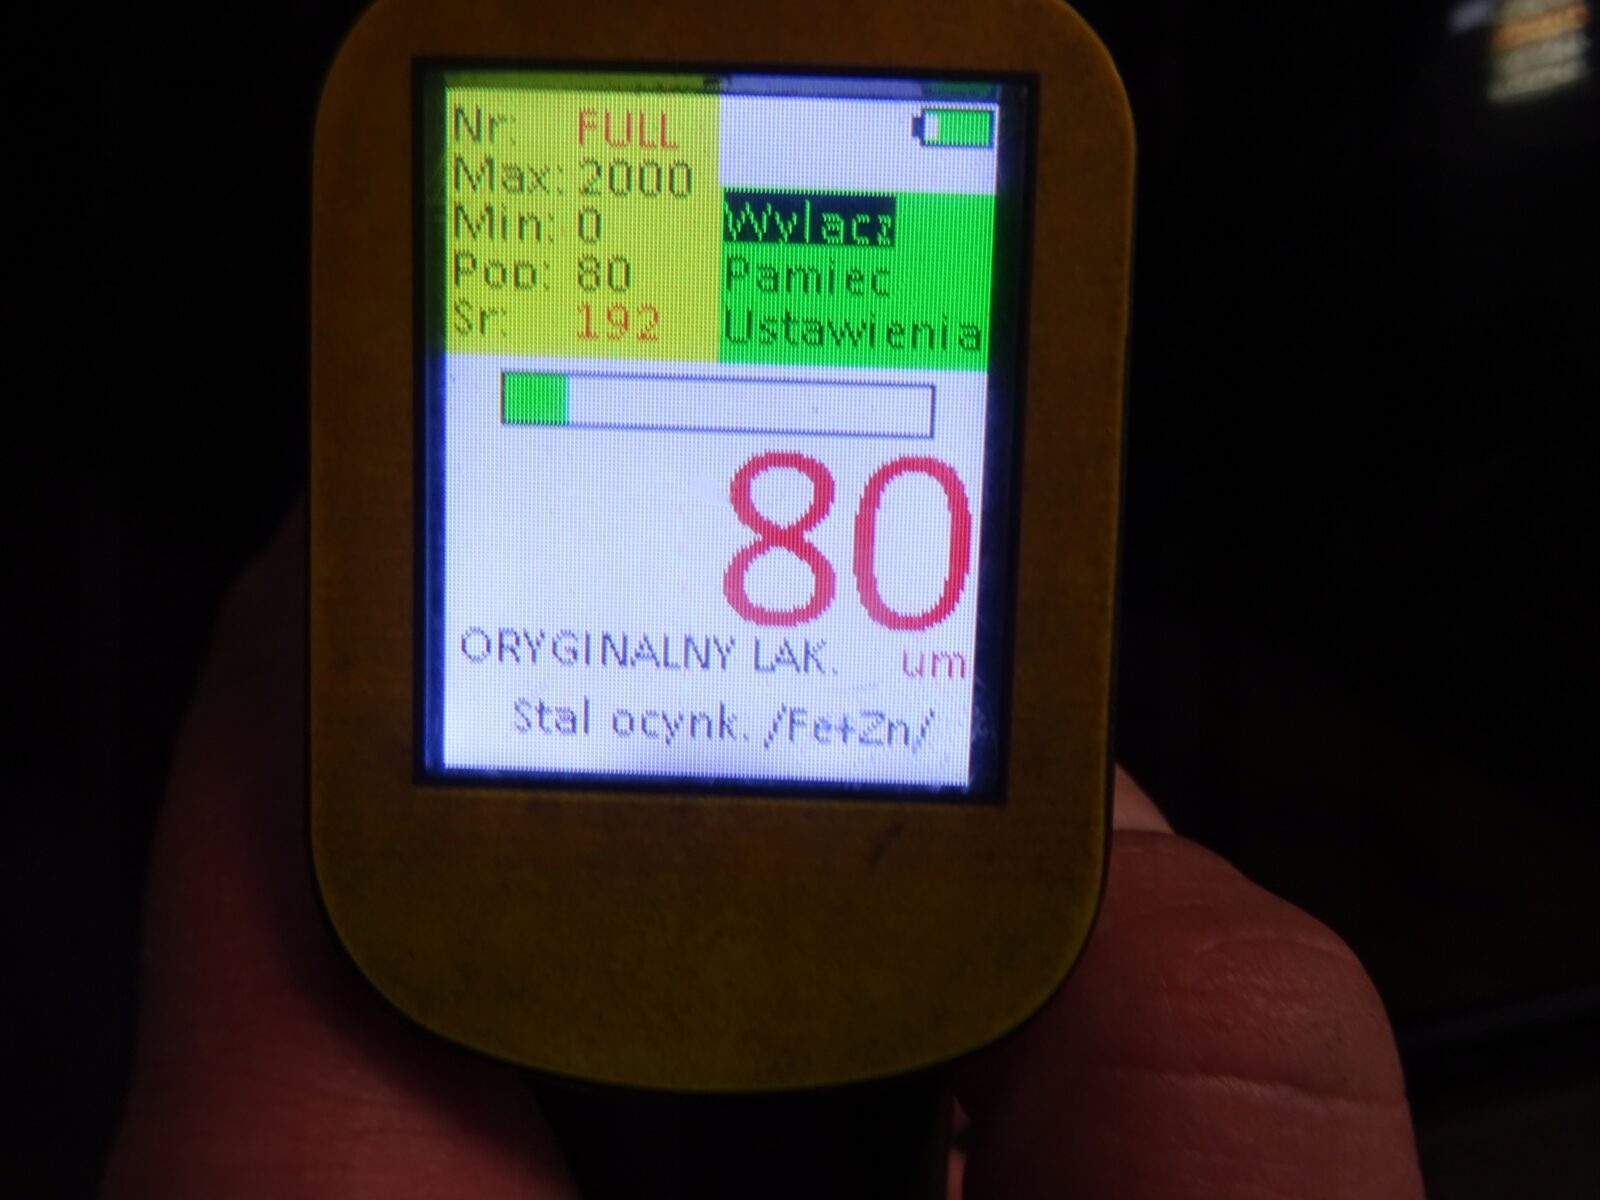 Nr: FULL
Max: 2000
Min: 0
Pop: 80
Sr: 192
Wylacz
Pamiec
Ustawienia
80
ORYGINALNY LAK. um
Stal ocynk. /Fe+Zn/